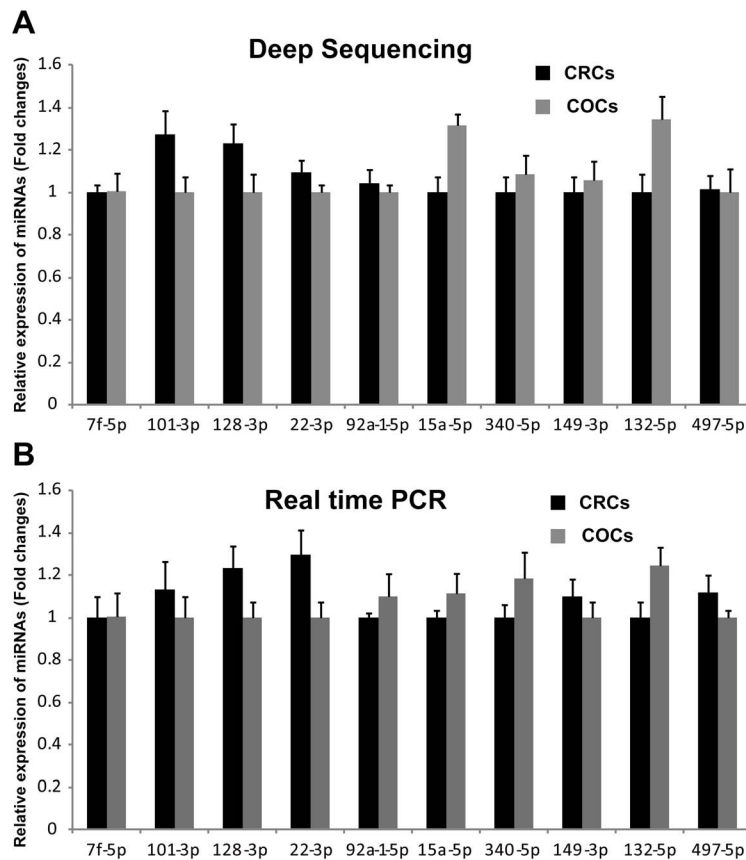 A
Deep Sequencing
Relative expression of miRNAs (Fold changes)
1.6
1.4
1.2
1
0.8
0.6
0.4
0.2
0
CRCs
COCs
7f-5p 101-3p 128-3p 22-3p 92a-1-5p 15a-5p 340-5p 149-3p 132-5p 497-5p
B
Real time PCR
Relative expression of miRNAs (Fold changes)
1.6
1.4
1.2
1
0.8
0.6
0.4
0.2
0
CRCs
COCs
7f-5p 101-3p 128-3p 22-3p 92a-1-5p 15a-5p 340-5p 149-3p 132-5p 497-5p